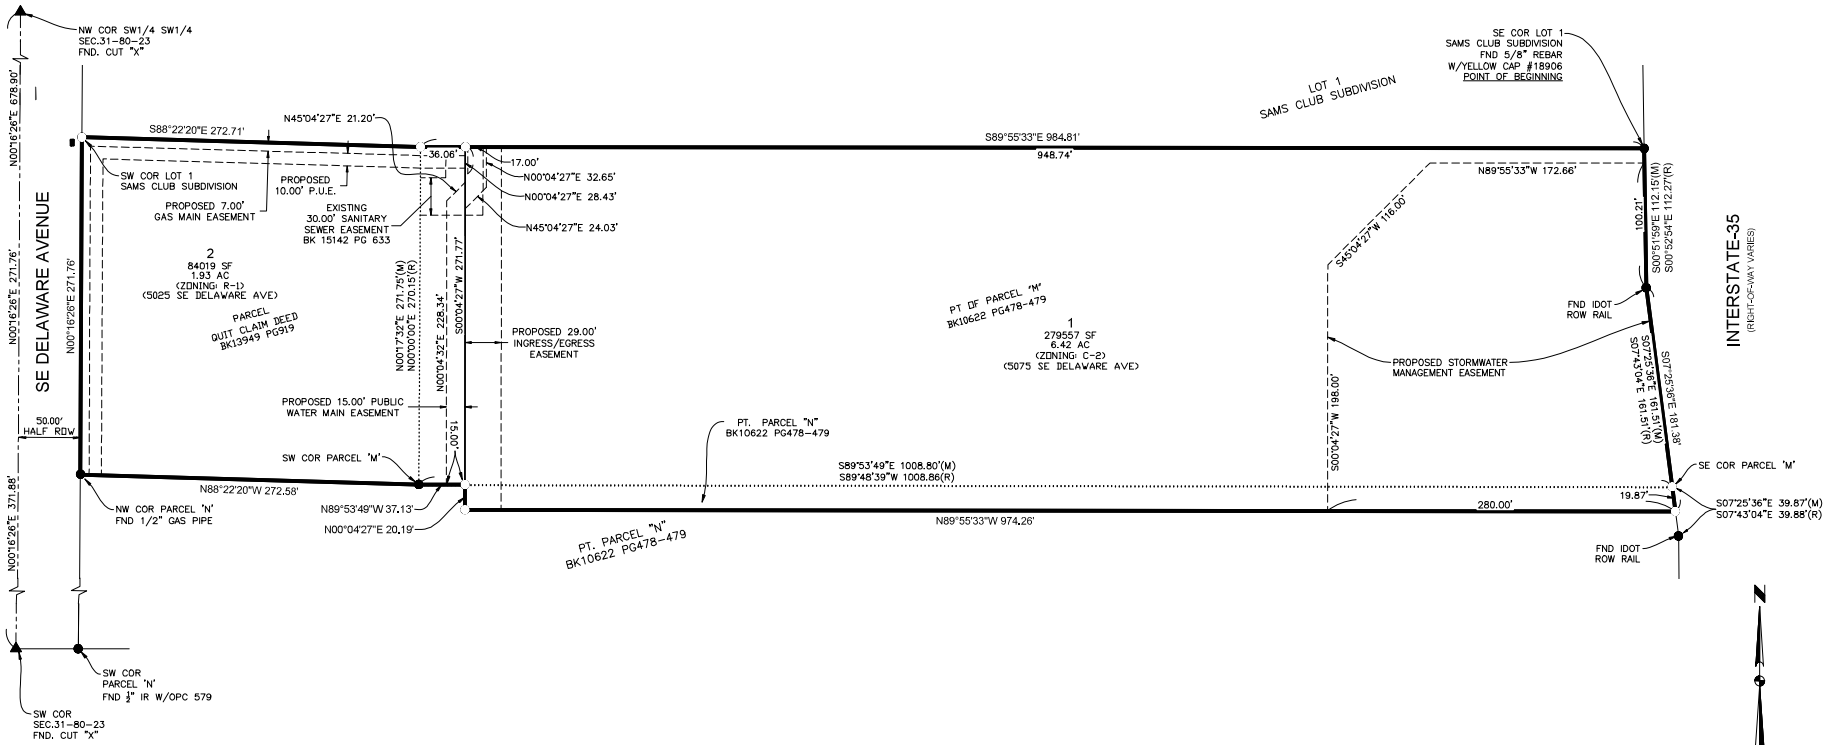 NW COR SW1/4 SW1/4
SEC.31-80-23
FND. CUT "X"
N00°16'26"E 678.90'
SE COR LOT 1
SAMS CLUB SUBDIVISION
FND 5/8" REBAR
W/YELLOW CAP #18906
POINT OF BEGINNING
LOT 1
SAMS CLUB SUBDIVISION
N45°04'27"E 21.20'
S88°22'20"E 272.71'
S89°55'33"E 984.81'
36.06'
948.74'
17.00'
N00°04'27"E 32.65'
N00°04'27"E 28.43'
N45°04'27"E 24.03'
SW COR LOT 1
SAMS CLUB SUBDIVISION
PROPOSED
10.00' P.U.E.
PROPOSED 7.00'
GAS MAIN EASEMENT
EXISTING
30.00' SANITARY
SEWER EASEMENT
BK 15142 PG 633
N89°55'33"W 172.66'
S45°04'27"W 116.00'
100.21'
S00°51'59"E 112.15'(M)
S00°52'54"E 112.27'(R)
INTERSTATE-35
(RIGHT-OF-WAY VARIES)
SE DELAWARE AVENUE
N00°16'26"E 271.76'
N00°16'26"E 271.76'
2
84019 SF
1.93 AC
(ZONING: R-1)
(5025 SE DELAWARE AVE)
PARCEL
QUIT CLAIM DEED
BK13949 PG919
N00°17'32"E 271.75'(M)
N00°00'00"E 270.15'(R)
N00°04'32"E 228.34'
S00°04'27"W 271.77'
PROPOSED 29.00'
INGRESS/EGRESS
EASEMENT
PT OF PARCEL 'M'
BK10622 PG478-479
1
279557 SF
6.42 AC
(ZONING: C-2)
(5075 SE DELAWARE AVE)
FND IDOT
ROW RAIL
PROPOSED STORMWATER
MANAGEMENT EASEMENT
S07°25'36"E 181.38'
S07°25'36"E 161.51'(M)
S07°43'04"E 161.51'(R)
S00°04'27"W 198.00'
PROPOSED 15.00' PUBLIC
WATER MAIN EASEMENT
15.00'
50.00'
HALF ROW
PT. PARCEL "N"
BK10622 PG478-479
SW COR PARCEL 'M'
S89°53'49"E 1008.80'(M)
S89°48'39"W 1008.86(R)
SE COR PARCEL 'M'
N88°22'20"W 272.58'
19.87'
280.00'
S07°25'36"E 39.87'(M)
S07°43'04"E 39.88'(R)
NW COR PARCEL 'N'
FND 1/2" GAS PIPE
N89°53'49"W 37.13'
N00°04'27"E 20.19'
N89°55'33"W 974.26'
PT. PARCEL "N"
BK10622 PG478-479
FND IDOT
ROW RAIL
N00°16'26"E 371.88'
N
SW COR
PARCEL 'N'
FND ½" IR W/OPC 579
SW COR
SEC.31-80-23
FND. CUT "X"